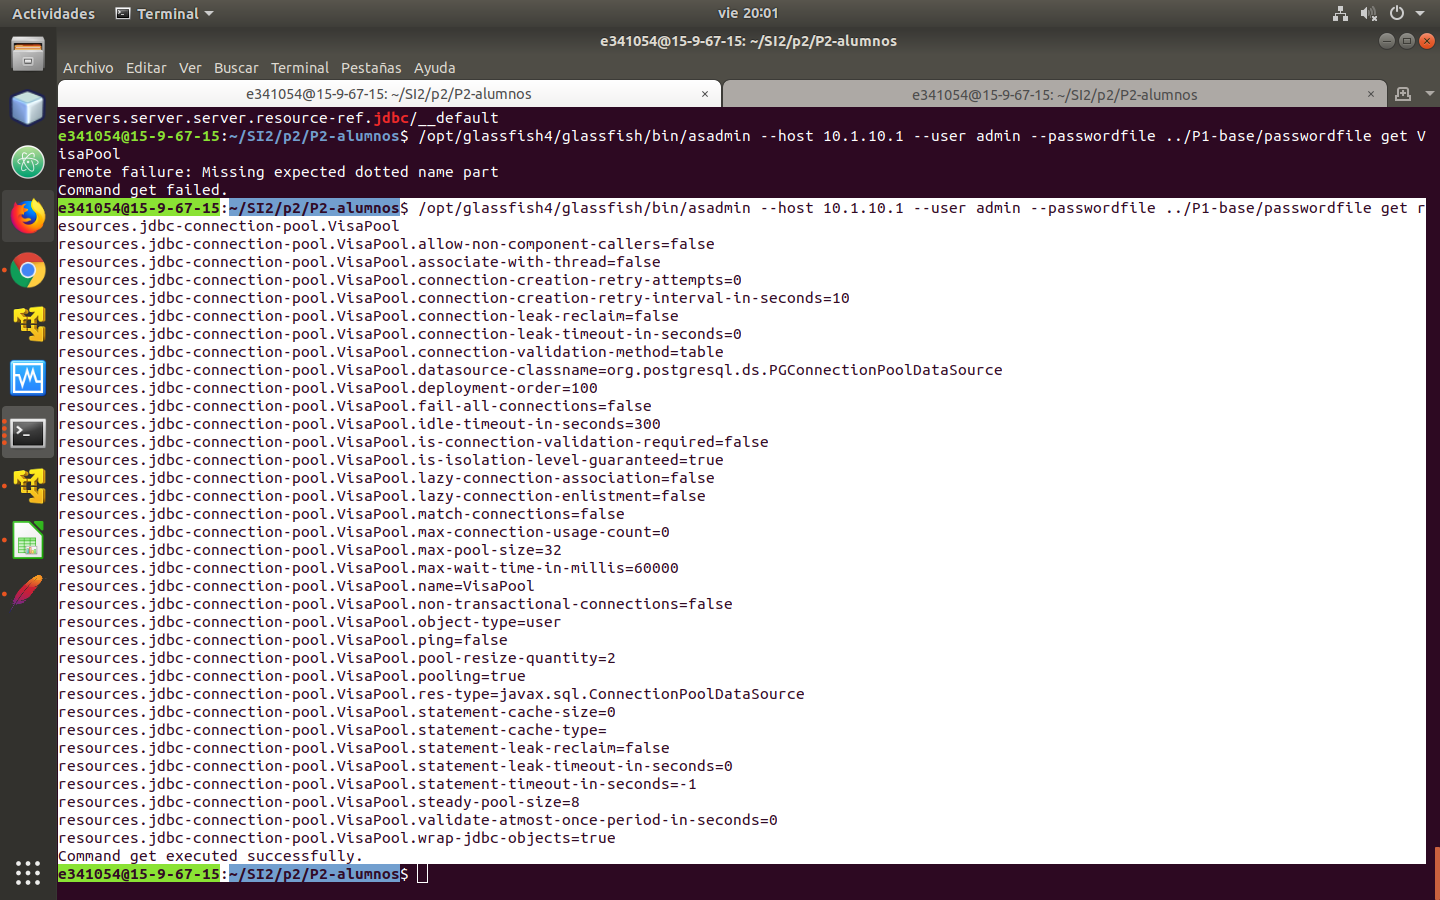 Actividades
Terminal
vie 20:01
e341054@15-9-67-15: ~/SI2/p2/P2-alumnos
Archivo Editar Ver Buscar Terminal Pestañas Ayuda
e341054@15-9-67-15: ~/SI2/p2/P2-alumnos ×
e341054@15-9-67-15: ~/SI2/p2/P2-alumnos ×
servers.server.server.resource-ref.jdbc/__default
e341054@15-9-67-15:~/SI2/p2/P2-alumnos$ /opt/glassfish4/glassfish/bin/asadmin --host 10.1.10.1 --user admin --passwordfile ../P1-base/passwordfile get V
isaPool
remote failure: Missing expected dotted name part
Command get failed.
e341054@15-9-67-15:~/SI2/p2/P2-alumnos$ /opt/glassfish4/glassfish/bin/asadmin --host 10.1.10.1 --user admin --passwordfile ../P1-base/passwordfile get r
esources.jdbc-connection-pool.VisaPool
resources.jdbc-connection-pool.VisaPool.allow-non-component-callers=false
resources.jdbc-connection-pool.VisaPool.associate-with-thread=false
resources.jdbc-connection-pool.VisaPool.connection-creation-retry-attempts=0
resources.jdbc-connection-pool.VisaPool.connection-creation-retry-interval-in-seconds=10
resources.jdbc-connection-pool.VisaPool.connection-leak-reclaim=false
resources.jdbc-connection-pool.VisaPool.connection-leak-timeout-in-seconds=0
resources.jdbc-connection-pool.VisaPool.connection-validation-method=table
resources.jdbc-connection-pool.VisaPool.datasource-classname=org.postgresql.ds.PGConnectionPoolDataSource
resources.jdbc-connection-pool.VisaPool.deployment-order=100
resources.jdbc-connection-pool.VisaPool.fail-all-connections=false
resources.jdbc-connection-pool.VisaPool.idle-timeout-in-seconds=300
resources.jdbc-connection-pool.VisaPool.is-connection-validation-required=false
resources.jdbc-connection-pool.VisaPool.is-isolation-level-guaranteed=true
resources.jdbc-connection-pool.VisaPool.lazy-connection-association=false
resources.jdbc-connection-pool.VisaPool.lazy-connection-enlistment=false
resources.jdbc-connection-pool.VisaPool.match-connections=false
resources.jdbc-connection-pool.VisaPool.max-connection-usage-count=0
resources.jdbc-connection-pool.VisaPool.max-pool-size=32
resources.jdbc-connection-pool.VisaPool.max-wait-time-in-millis=60000
resources.jdbc-connection-pool.VisaPool.name=VisaPool
resources.jdbc-connection-pool.VisaPool.non-transactional-connections=false
resources.jdbc-connection-pool.VisaPool.object-type=user
resources.jdbc-connection-pool.VisaPool.ping=false
resources.jdbc-connection-pool.VisaPool.pool-resize-quantity=2
resources.jdbc-connection-pool.VisaPool.pooling=true
resources.jdbc-connection-pool.VisaPool.res-type=javax.sql.ConnectionPoolDataSource
resources.jdbc-connection-pool.VisaPool.statement-cache-size=0
resources.jdbc-connection-pool.VisaPool.statement-cache-type=
resources.jdbc-connection-pool.VisaPool.statement-leak-reclaim=false
resources.jdbc-connection-pool.VisaPool.statement-leak-timeout-in-seconds=0
resources.jdbc-connection-pool.VisaPool.statement-timeout-in-seconds=-1
resources.jdbc-connection-pool.VisaPool.steady-pool-size=8
resources.jdbc-connection-pool.VisaPool.validate-atmost-once-period-in-seconds=0
resources.jdbc-connection-pool.VisaPool.wrap-jdbc-objects=true
Command get executed successfully.
e341054@15-9-67-15:~/SI2/p2/P2-alumnos$